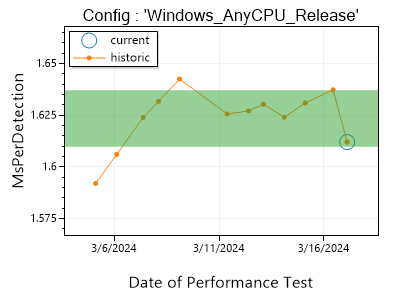 Config : 'Windows_AnyCPU_Release'
current
historic
1.65
1.625
1.6
1.575
MsPerDetection
3/6/2024
3/11/2024
3/16/2024
Date of Performance Test